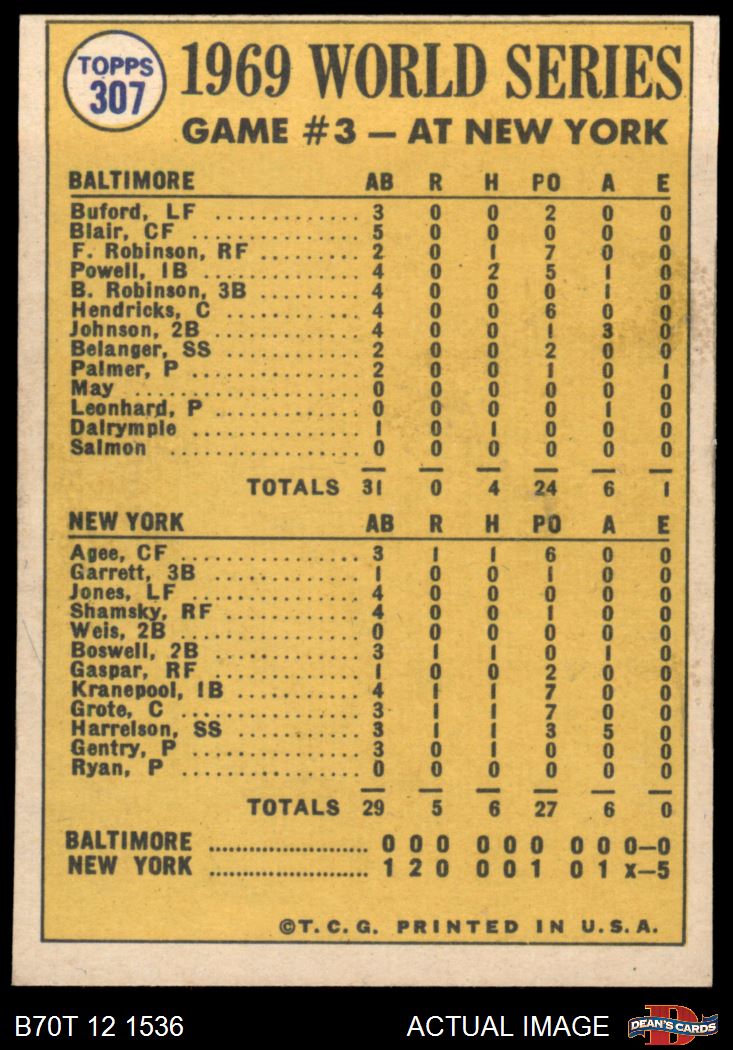 TOPPS
307
1969 WORLD SERIES
GAME #3 — AT NEW YORK
BALTIMORE AB R H PO A E
Buford, LF .............. 3 0 0 2 0 0
Blair, CF ................ 5 0 0 0 0 0
F. Robinson, RF ......... 2 0 1 7 0 0
Powell, 1B ............... 4 0 2 5 1 0
B. Robinson, 3B ......... 4 0 0 0 1 0
Hendricks, C ............ 4 0 0 6 0 0
Johnson, 2B ............. 4 0 0 1 3 0
Belanger, SS ............ 2 0 0 2 0 0
Palmer, P ................ 2 0 0 1 0 1
May ...................... 0 0 0 0 0 0
Leonhard, P .............. 0 0 0 0 1 0
Dalrymple ................ 1 0 1 0 0 0
Salmon .................. 0 0 0 0 0 0
TOTALS 31 0 4 24 6 1
NEW YORK AB R H PO A E
Agee, CF ................ 3 1 1 6 0 0
Garrett, 3B .............. 1 0 0 1 0 0
Jones, LF ................ 4 0 0 0 0 0
Shamsky, RF ............. 4 0 0 1 0 0
Weis, 2B ................ 0 0 0 0 0 0
Boswell, 2B ............. 3 1 1 0 1 0
Gaspar, RF .............. 1 0 0 2 0 0
Kranepool, 1B ........... 4 1 1 7 0 0
Grote, C ................ 3 1 1 7 0 0
Harrelson, SS ........... 3 1 1 3 5 0
Gentry, P ................ 3 0 1 0 0 0
Ryan, P ................. 0 0 0 0 0 0
TOTALS 29 5 6 27 6 0
BALTIMORE ........................ 0 0 0 0 0 0 0 0 0—0
NEW YORK ........................ 1 2 0 0 0 1 0 1 x—5
©T. C. G. PRINTED IN U. S. A.
B70T 12 1536 ACTUAL IMAGE
D
DEAN'S CARDS